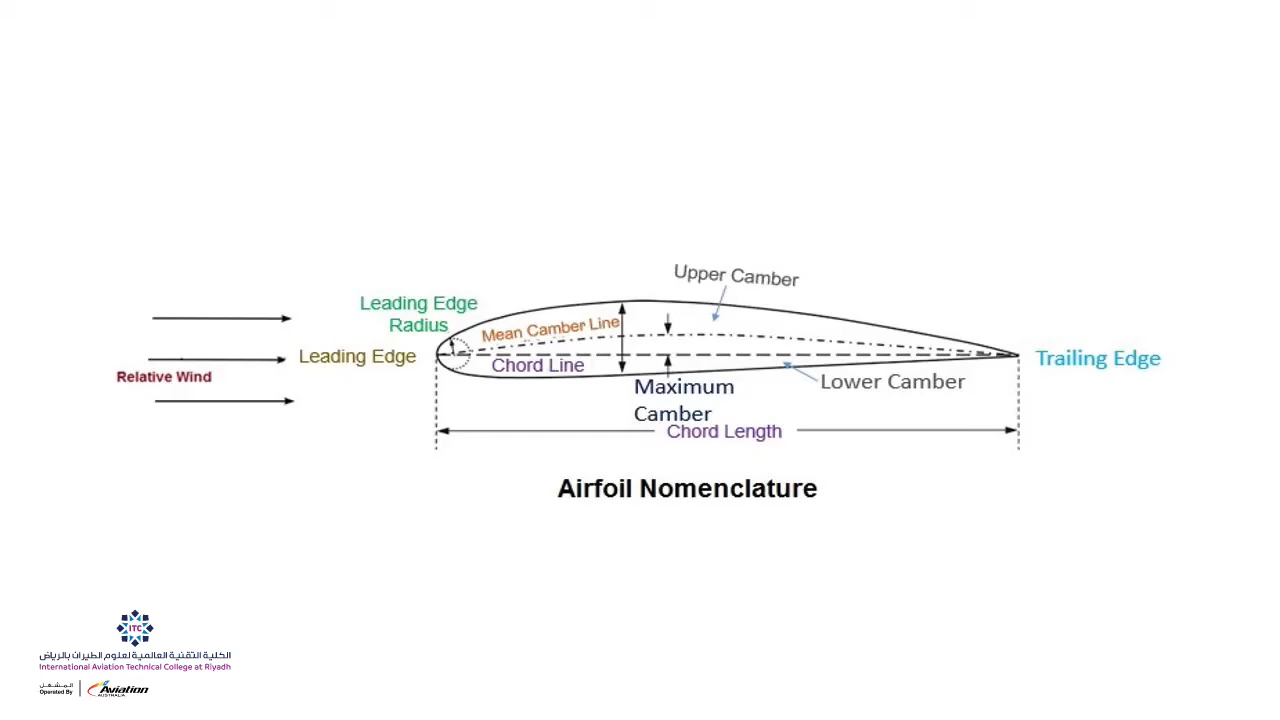 Upper Camber
Leading Edge
Radius
Mean Camber Line
Leading Edge
Chord Line
Trailing Edge
Relative Wind
Maximum
Camber
Lower Camber
Chord Length
Airfoil Nomenclature
ITC
الكلية التقنية العالمية لعلوم الطيران بالرياض
International Aviation Technical College at Riyadh
المشغل
Operated By
Aviation
AUSTRALIA